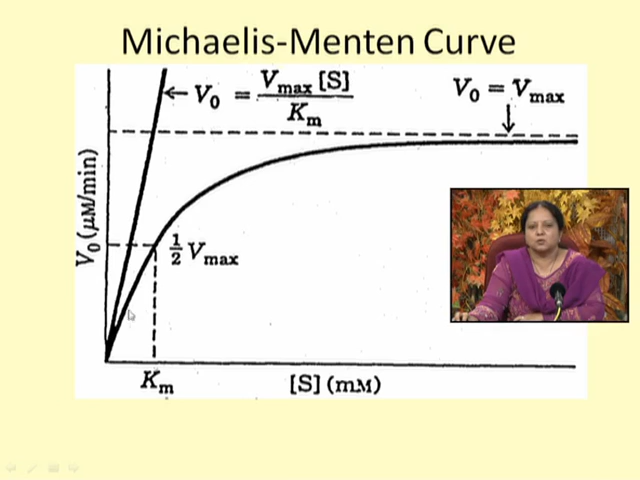 Michaelis-Menten Curve
V₀ = Vmax [S] / Km
V₀ = Vmax
V₀ (μM/min)
½ Vmax
Km
[S] (mM)